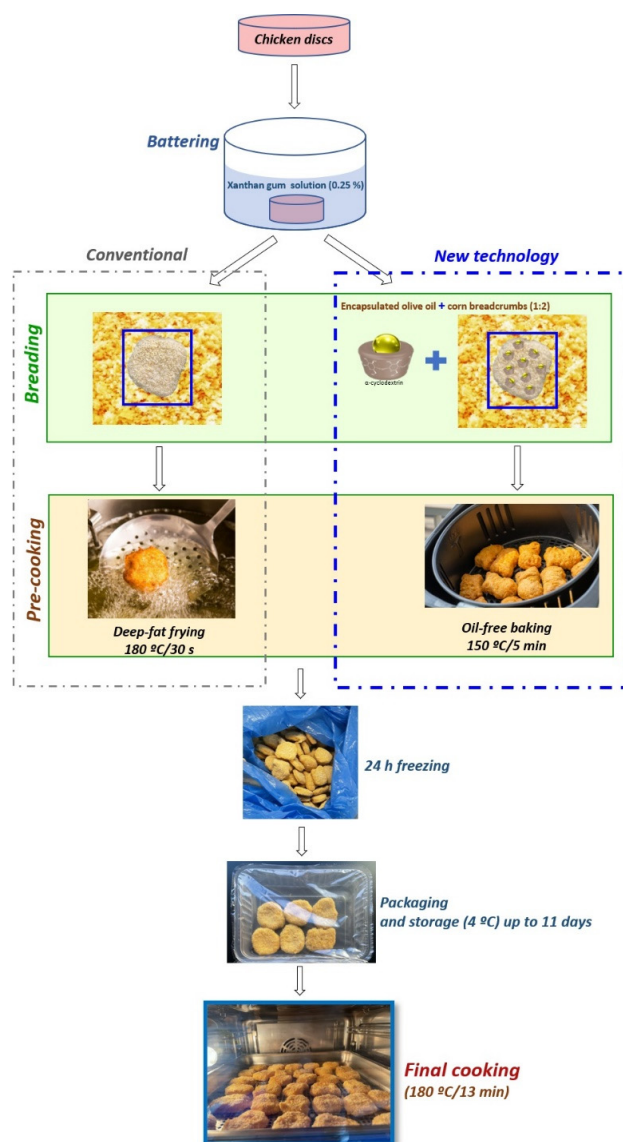 Chicken discs
Battering
Xanthan gum solution (0.25 %)
Conventional
New technology
Breading
Encapsulated olive oil + corn breadcrumbs (1:2)
α-cyclodextrin
Pre-cooking
Deep-fat frying
180 ºC/30 s
Oil-free baking
150 ºC/5 min
24 h freezing
Packaging
and storage (4 ºC) up to 11 days
Final cooking
(180 ºC/13 min)